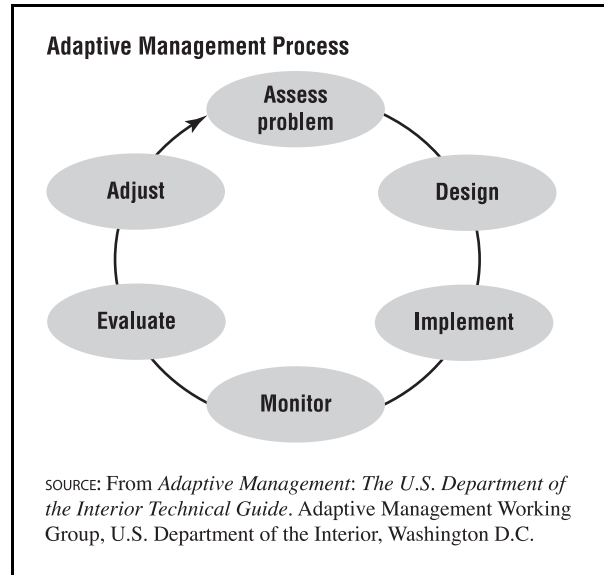 Adaptive Management Process
Assess
problem
Design
Implement
Monitor
Evaluate
Adjust
SOURCE: From Adaptive Management: The U.S. Department of
the Interior Technical Guide. Adaptive Management Working
Group, U.S. Department of the Interior, Washington D.C.